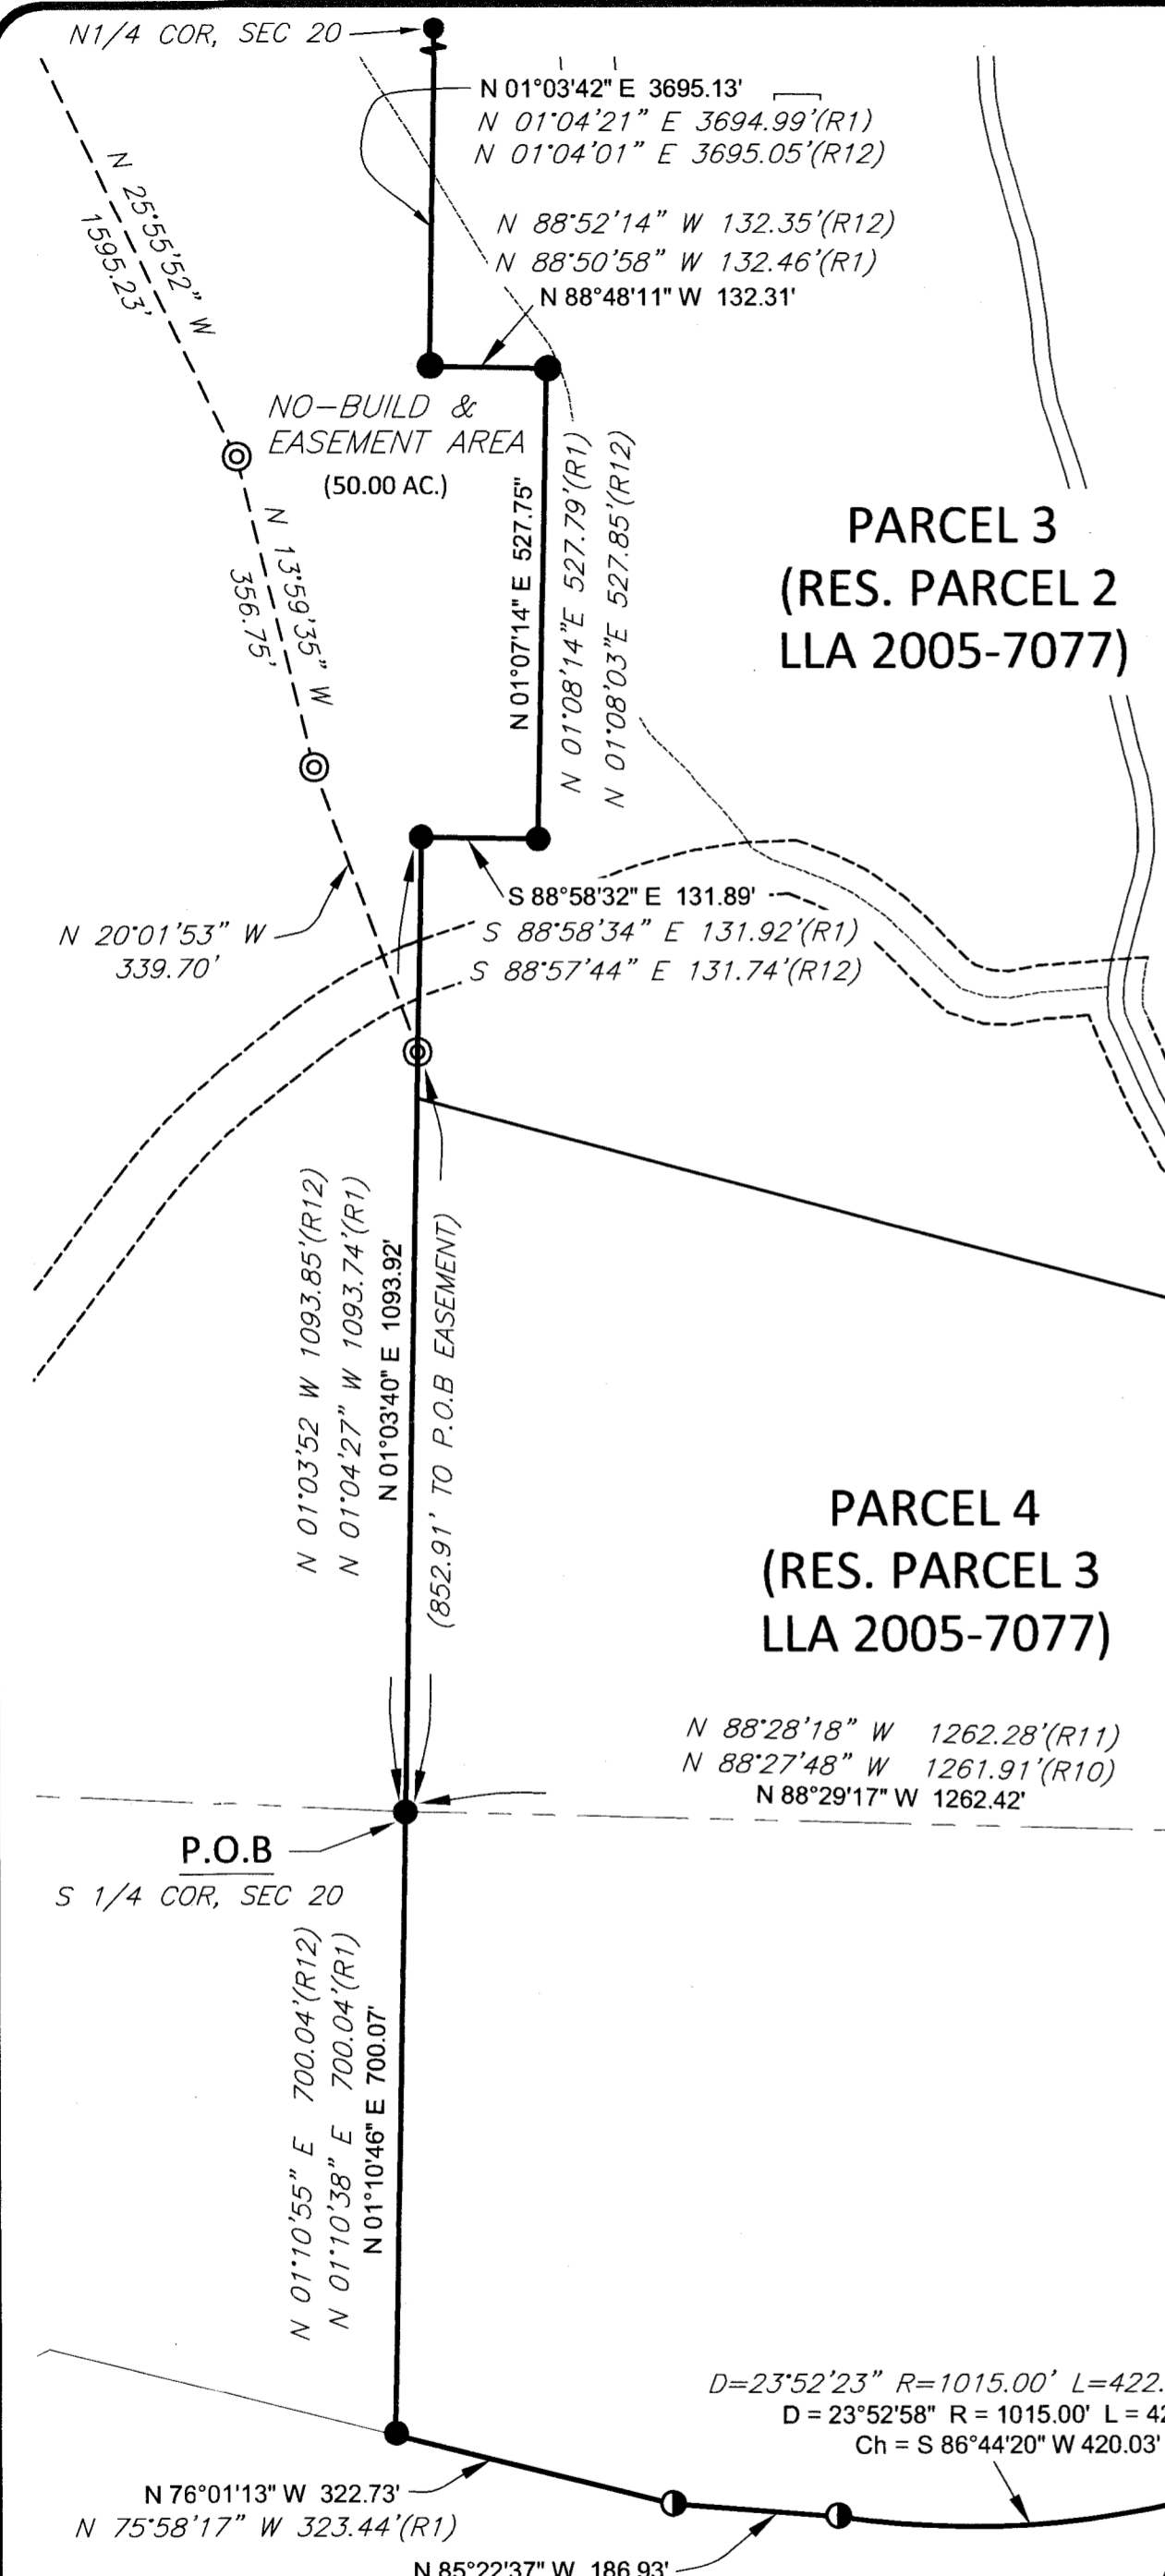 N1/4 COR, SEC 20
N 01°03'42" E 3695.13'
N 01°04'21" E 3694.99'(R1)
N 01°04'01" E 3695.05'(R12)
N 25°55'52" W
1595.23'
N 88°52'14" W 132.35'(R12)
N 88°50'58" W 132.46'(R1)
N 88°48'11" W 132.31'
NO-BUILD &
EASEMENT AREA
(50.00 AC.)
N 13°59'35" W
356.75'
N 01°07'14" E 527.75"
N 01°08'14"E 527.79'(R1)
N 01°08'03"E 527.85'(R12)
PARCEL 3
(RES. PARCEL 2
LLA 2005-7077)
S 88°58'32" E 131.89'
S 88°58'34" E 131.92'(R1)
S 88°57'44" E 131.74'(R12)
N 20°01'53" W
339.70'
N 01°03'52 W 1093.85'(R12)
N 01°04'27" W 1093.74'(R1)
N 01°03'40" E 1093.92'
(852.91' TO P.O.B EASEMENT)
PARCEL 4
(RES. PARCEL 3
LLA 2005-7077)
N 88°28'18" W 1262.28'(R11)
N 88°27'48" W 1261.91'(R10)
N 88°29'17" W 1262.42'
P.O.B
S 1/4 COR, SEC 20
N 01°10'55" E 700.04'(R12)
N 01°10'38" E 700.04'(R1)
N 01°10'46" E 700.07'
D=23°52'23" R=1015.00' L=422.
D = 23°52'58" R = 1015.00' L = 42
Ch = S 86°44'20" W 420.03'
N 76°01'13" W 322.73'
N 75°58'17" W 323.44'(R1)
N 85°22'37" W 186.93'